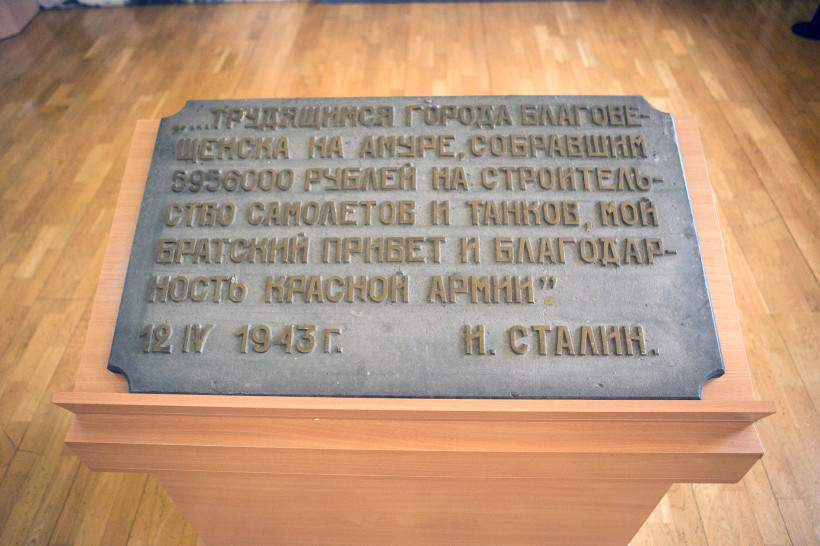 „...ТРУДЯЩИМСЯ ГОРОДА БЛАГОВЕ-
ЩЕНСКА НА АМУРЕ, СОБРАВШИМ
5956000 РУБЛЕЙ НА СТРОИТЕЛЬ-
СТВО САМОЛЕТОВ И ТАНКОВ, МОЙ
БРАТСКИЙ ПРИВЕТ И БЛАГОДАР-
НОСТЬ КРАСНОЙ АРМИИ”.
12 IV 1943 г. И. СТАЛИН.